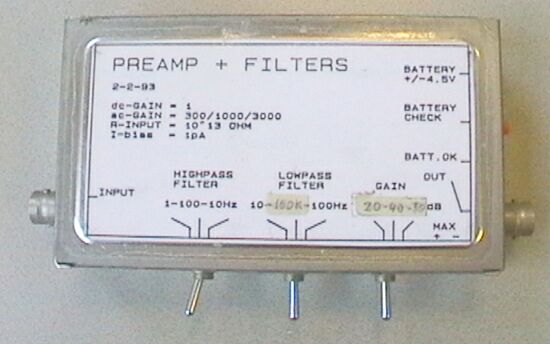 PREAMP + FILTERS
2-2-93
dc-GAIN = 1
ac-GAIN = 300/1000/3000
R-INPUT = 10^13 OHM
I-bias = 1pA
BATTERY
+/-4.5V
BATTERY
CHECK
BATT.OK
OUT
INPUT
HIGHPASS
FILTER
1-100-10Hz
LOWPASS
FILTER
10- -100Hz
GAIN
20-40- dB
MAX
+ -